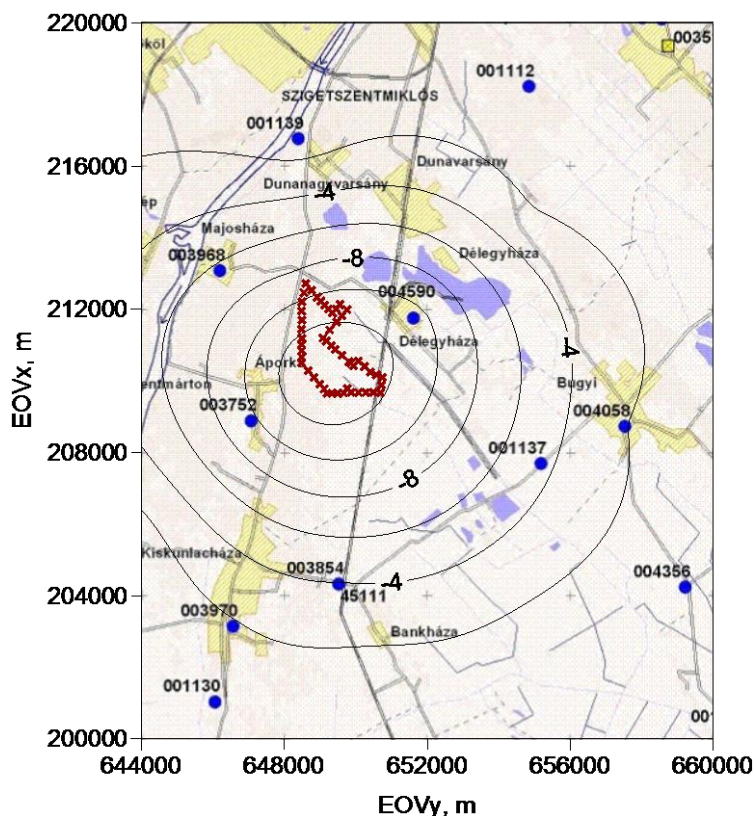 220000
0035
001112
SZIGETSZENTMIKLÓS
001139
216000
Dunavarsány
Dunanagyvarsány
-4
Majosháza
-8
Délegyháza
003968
212000
004590
Délegyháza
-4
Áporka
Bugyi
003752
004058
208000
001137
-8
Kiskunlacháza
003854
-4
004356
204000
45111
003970
Bankháza
001130
00
200000
644000 648000 652000 656000 660000
EOVx, m
EOVy, m